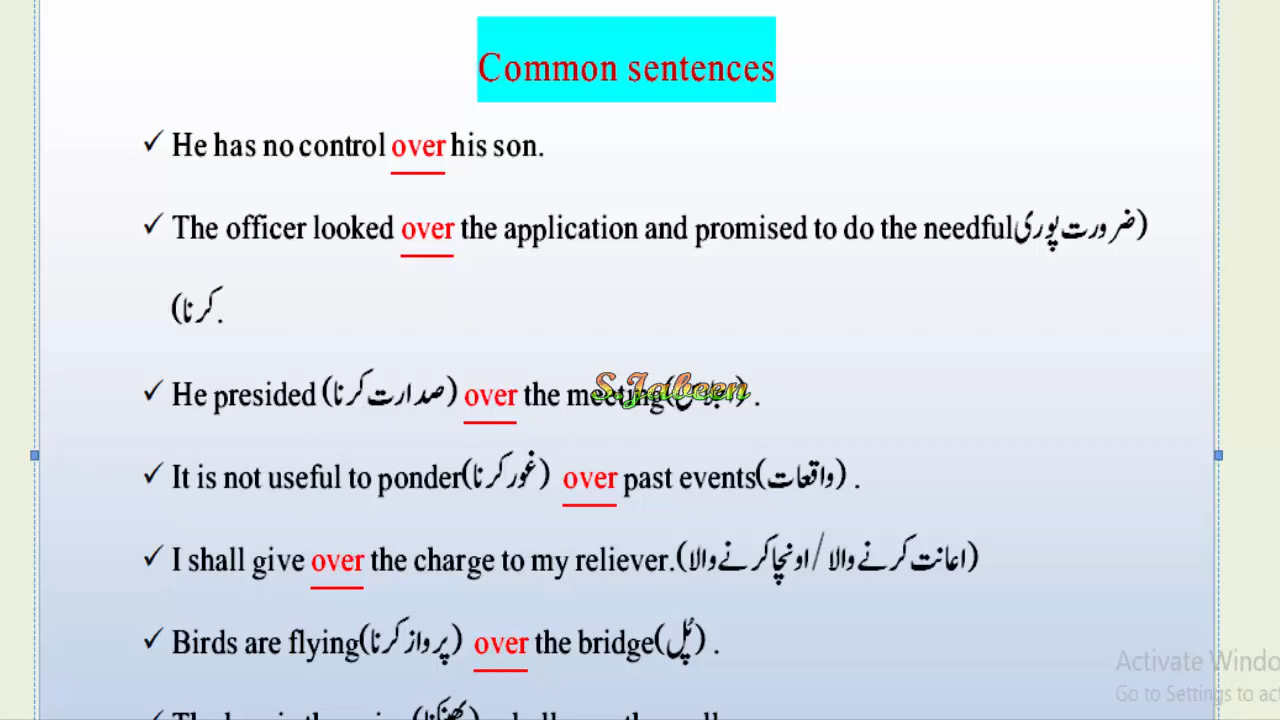 Common sentences
✓ He has no control over his son.
✓ The officer looked over the application and promised to do the needful(ضرورت پوری
کرنا).
✓ He presided (صدارت کرنا) over the meeting .
S.Jabeen
✓ It is not useful to ponder(غور کرنا) over past events(واقعات) .
✓ I shall give over the charge to my reliever.(اعانت کرنے والا/اونچا کرنے والا)
✓ Birds are flying(پرواز کرنا) over the bridge(پُل) .
Activate Windo
Go to Settings to act